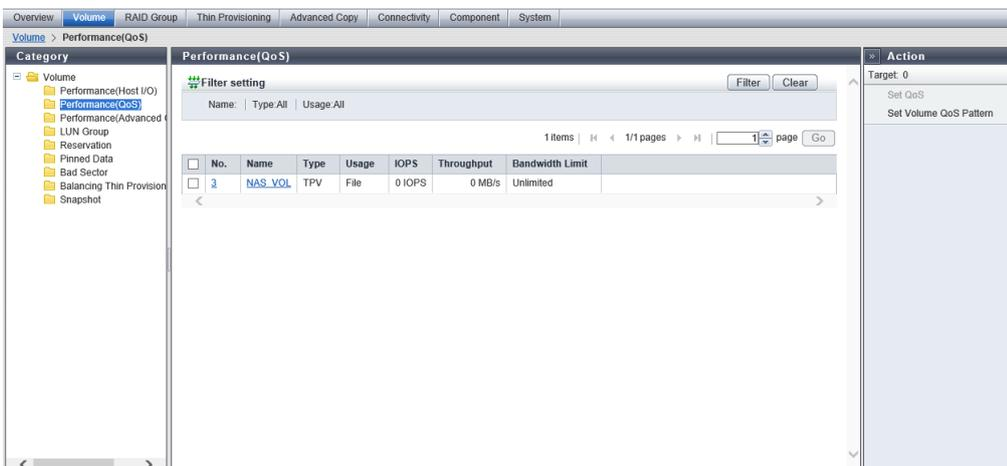 Overview Volume RAID Group Thin Provisioning Advanced Copy Connectivity Component System
Volume > Performance(QoS)
Category
Volume
Performance(Host I/O)
Performance(QoS)
Performance(Advanced
LUN Group
Reservation
Pinned Data
Bad Sector
Balancing Thin Provision
Snapshot
Performance(QoS)
Filter setting Filter Clear
Name: | Type:All | Usage:All
1 items | 1/1 pages | 1 page Go
No. Name Type Usage IOPS Throughput Bandwidth Limit
3 NAS_VOL TPV File 0 IOPS 0 MB/s Unlimited
» Action
Target: 0
Set QoS
Set Volume QoS Pattern